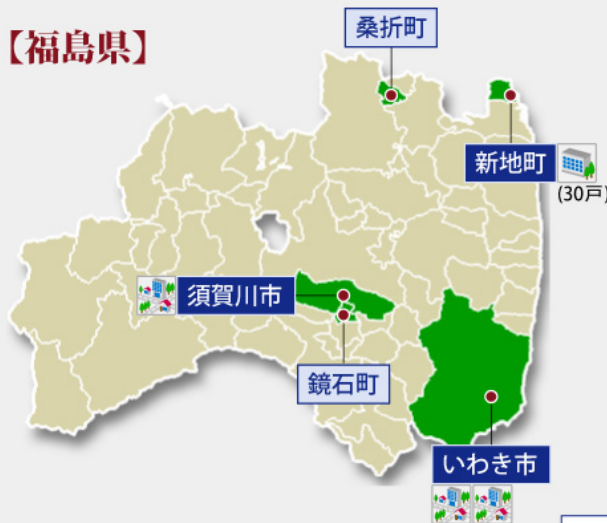 【福島県】
桑折町
新地町
(30戸)
須賀川市
鏡石町
いわき市